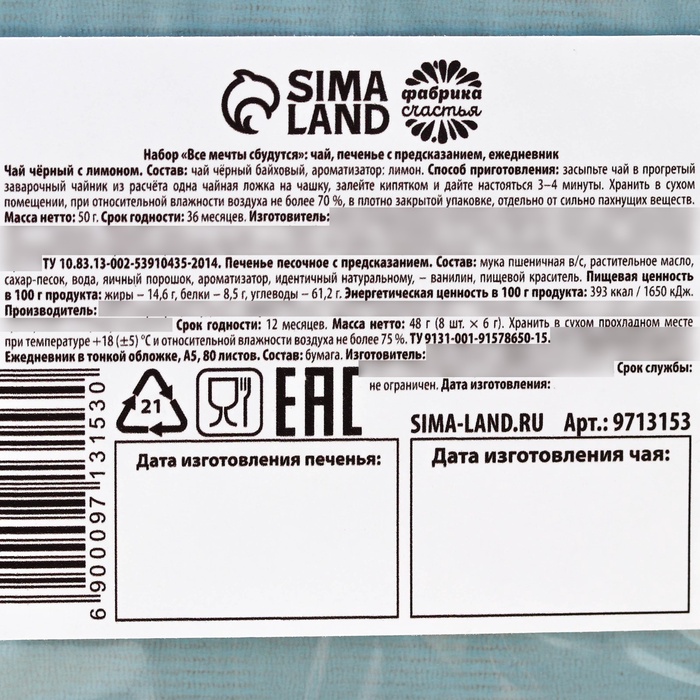 SIMA
LAND
фабрика
счастья
Набор «Все мечты сбудутся»: чай, печенье с предсказанием, ежедневник
Чай чёрный с лимоном. Состав: чай чёрный байховый, ароматизатор: лимон. Способ приготовления: засыпьте чай в прогретый
заварочный чайник из расчёта одна чайная ложка на чашку, залейте кипятком и дайте настояться 3–4 минуты. Хранить в сухом
помещении, при относительной влажности воздуха не более 70 %, в плотно закрытой упаковке, отдельно от сильно пахнущих веществ.
Масса нетто: 50 г. Срок годности: 36 месяцев. Изготовитель:
ТУ 10.83.13-002-53910435-2014. Печенье песочное с предсказанием. Состав: мука пшеничная в/с, растительное масло,
сахар-песок, вода, яичный порошок, ароматизатор, идентичный натуральному, – ванилин, пищевой краситель. Пищевая ценность
в 100 г продукта: жиры – 14,6 г, белки – 8,5 г, углеводы – 61,2 г. Энергетическая ценность в 100 г продукта: 393 ккал / 1650 кДж.
Производитель:
Срок годности: 12 месяцев. Масса нетто: 48 г (8 шт. × 6 г). Хранить в сухом прохладном месте
при температуре +18 (±5) °С и относительной влажности воздуха не более 75 %. ТУ 9131-001-91578650-15.
Ежедневник в тонкой обложке, А5, 80 листов. Состав: бумага. Изготовитель:
Срок службы:
не ограничен. Дата изготовления:
21
EAC
SIMA-LAND.RU Арт.: 9713153
Дата изготовления печенья:
Дата изготовления чая:
6 900097 131530